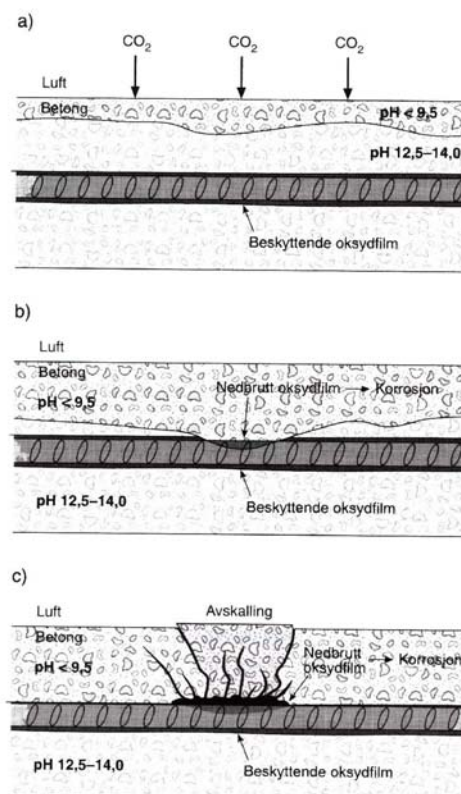 a)
CO2 CO2 CO2
Luft
Betong
pH < 9,5
pH 12,5–14,0
Beskyttende oksydfilm
b)
Luft
Betong
Nedbrutt oksydfilm → Korrosjon
pH < 9,5
Beskyttende oksydfilm
pH 12,5–14,0
c)
Luft
Avskalling
Betong
pH < 9,5
Nedbrutt
oksydfilm → Korrosjon
Beskyttende oksydfilm
pH 12,5–14,0